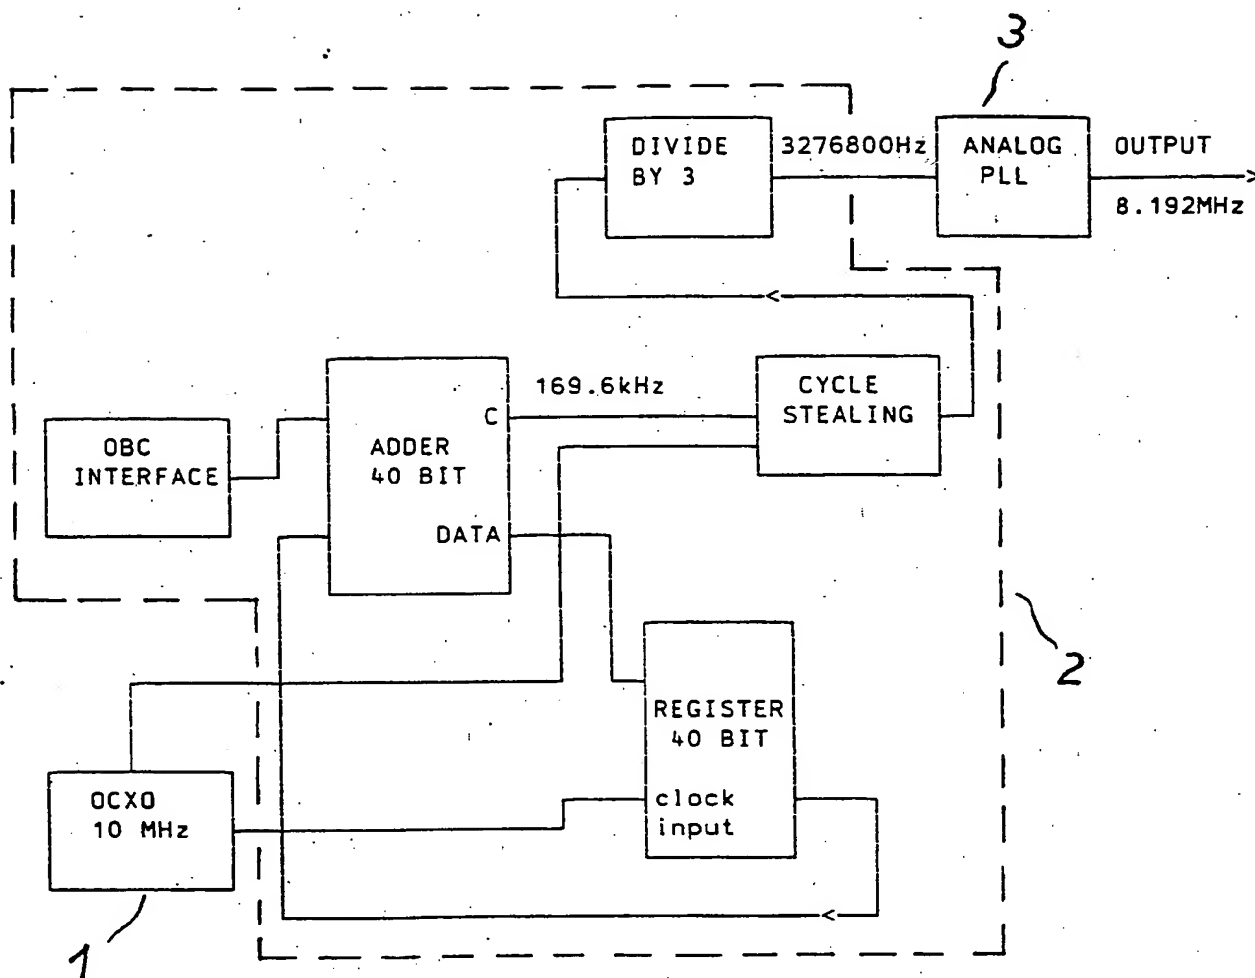 3
DIVIDE
BY 3
3276800Hz
ANALOG
PLL
OUTPUT
8.192MHz
169.6kHz
CYCLE
STEALING
C
ADDER
40 BIT
DATA
OBC
INTERFACE
2
REGISTER
40 BIT
clock
input
OCXO
10 MHz
1